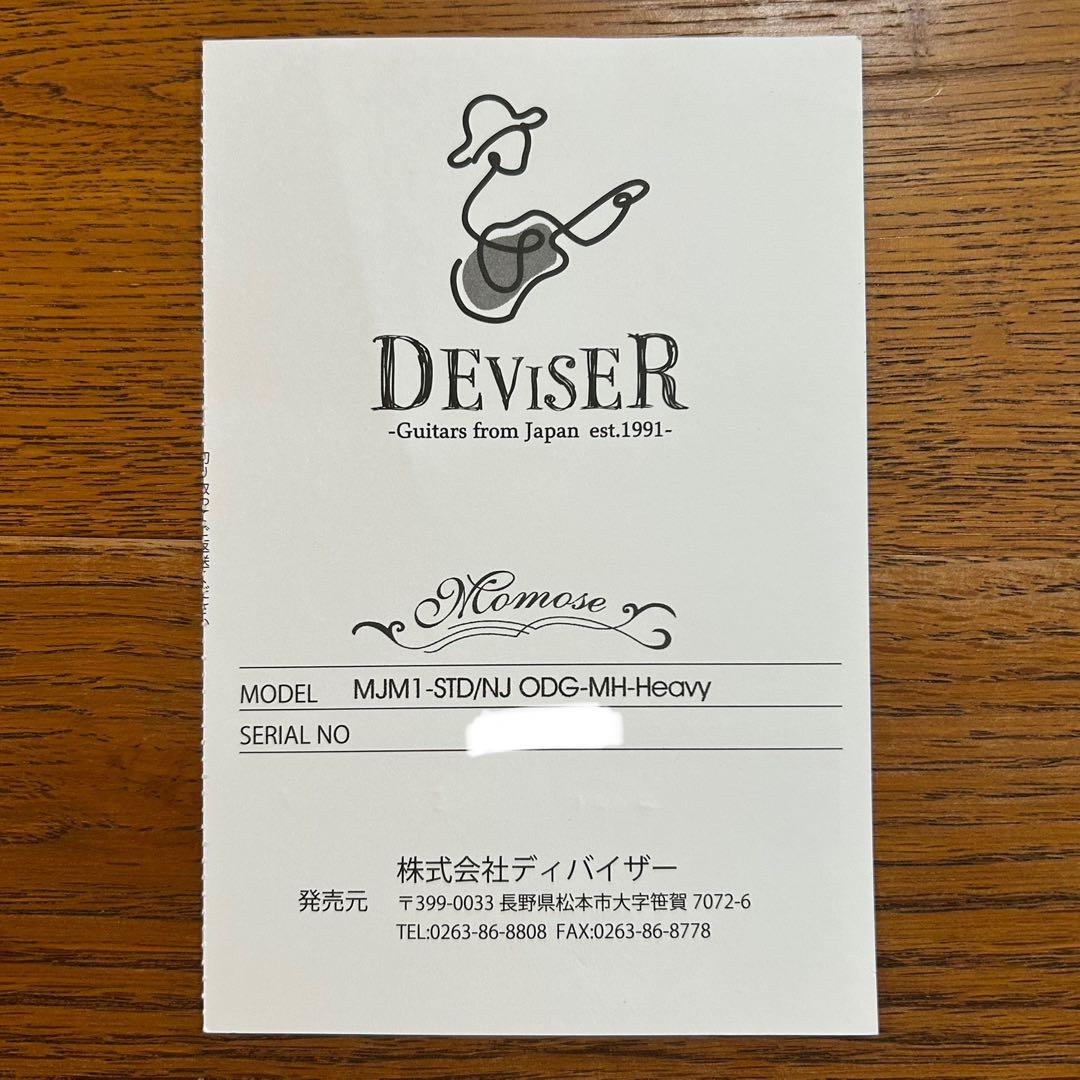 DEVISER
-Guitars from Japan est.1991-
Momose
MODEL MJM1-STD/NJ ODG-MH-Heavy
SERIAL NO
株式会社ディバイザー
発売元 〒399-0033 長野県松本市大字笹賀 7072-6
TEL:0263-86-8808 FAX:0263-86-8778